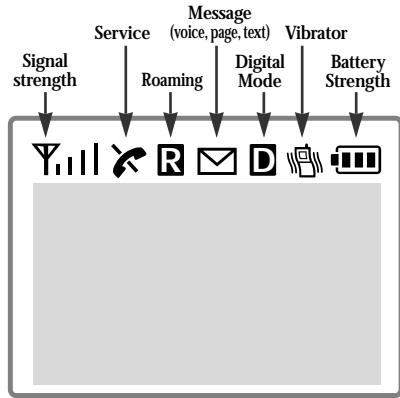 Message
(voice, page, text)
Service
Vibrator
Signal
strength
Roaming
Digital
Mode
Battery
Strength
R
D